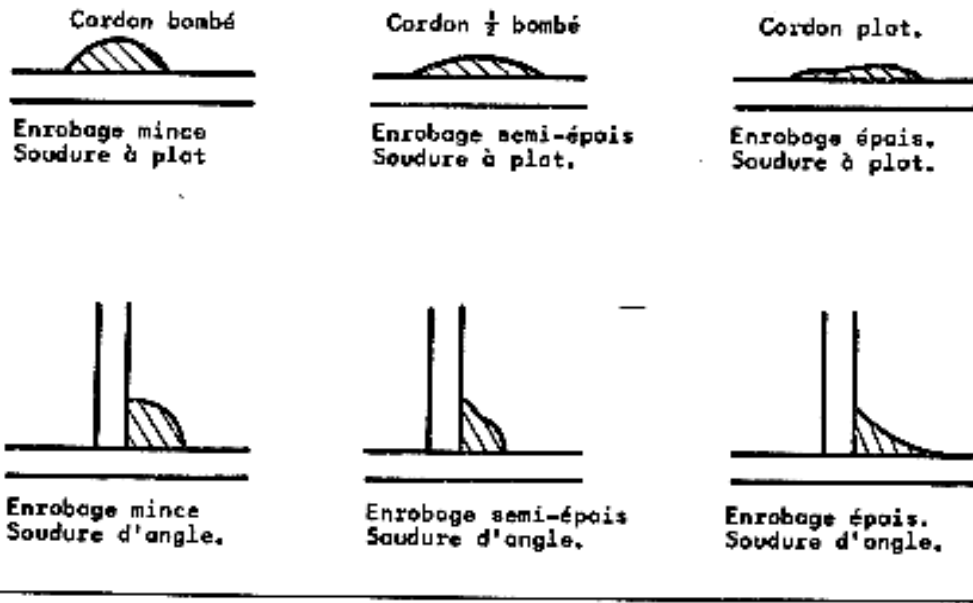 Cordon bombé
Cordon ½ bombé
Cordon plat.
Enrobage mince
Soudure à plat
Enrobage semi-épais
Soudure à plat.
Enrobage épais.
Soudure à plat.
Enrobage mince
Soudure d'angle.
Enrobage semi-épais
Soudure d'angle.
Enrobage épais.
Soudure d'angle.